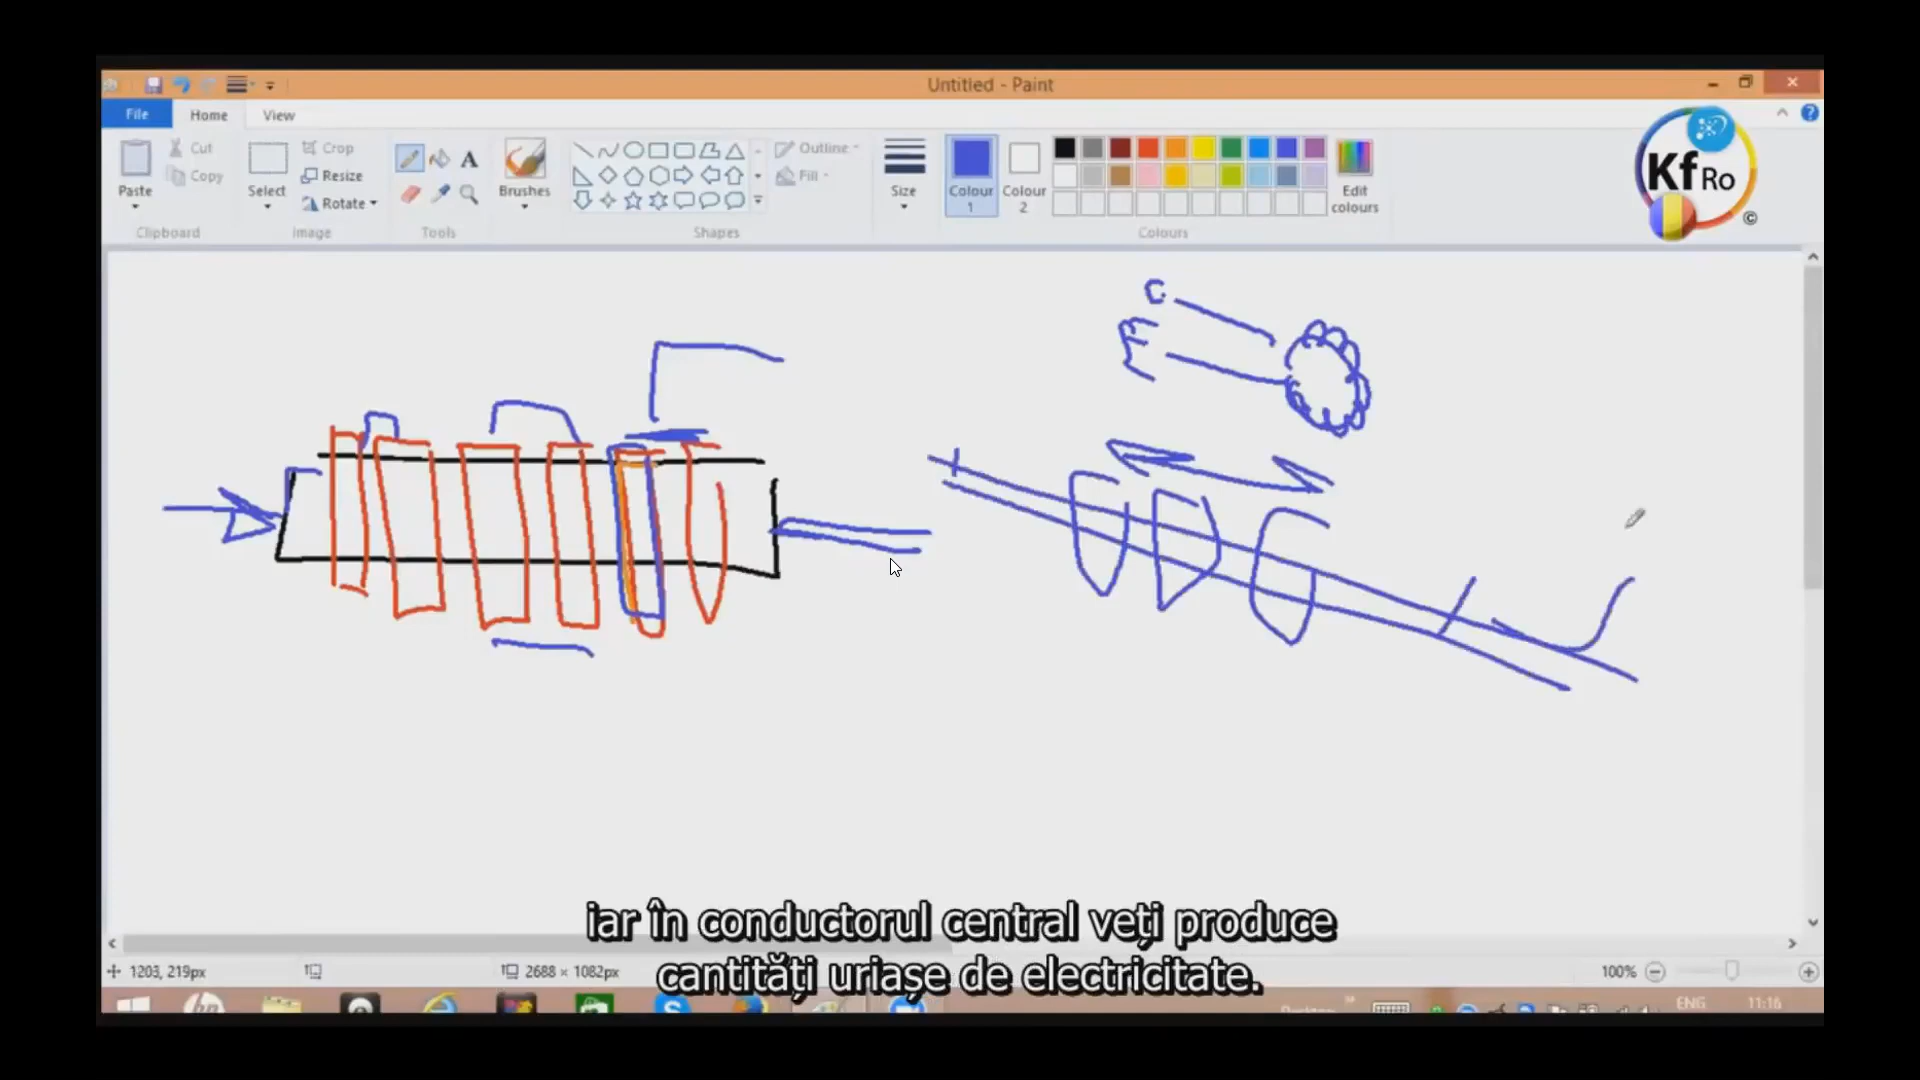 Untitled - Paint
File Home View
Cut
Copy
Paste
Clipboard
Crop
Resize
Rotate
Select
Image
Tools
Brushes
Outline
Fill
Shapes
Size
Colour 1
Colour 2
Edit colours
Colours
Kf Ro ©
C
E
iar în conductorul central veți produce
cantități uriașe de electricitate.
1203, 219px
2688 × 1082px
100%
hp
ENG
11:16